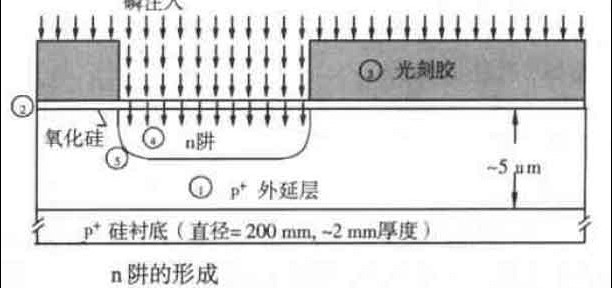 磷注入
③ 光刻胶
②
氧化硅 ④ n阱
⑤
~5 μm
① p⁺ 外延层
p⁺ 硅衬底（直径= 200 mm, ~2 mm厚度）
n 阱的形成